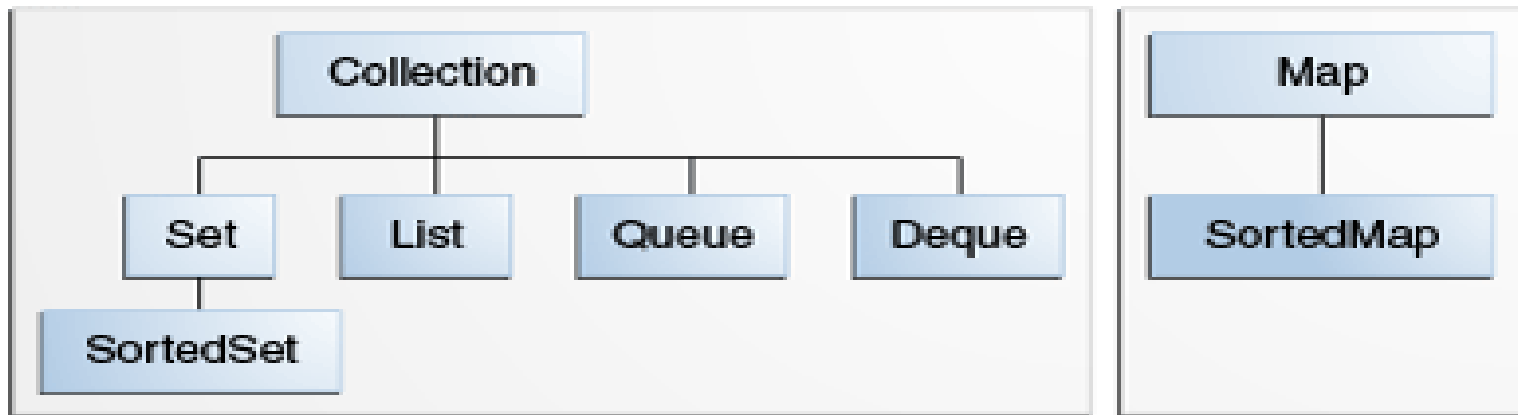 Collection
Map
Set
List
Queue
Deque
SortedMap
SortedSet